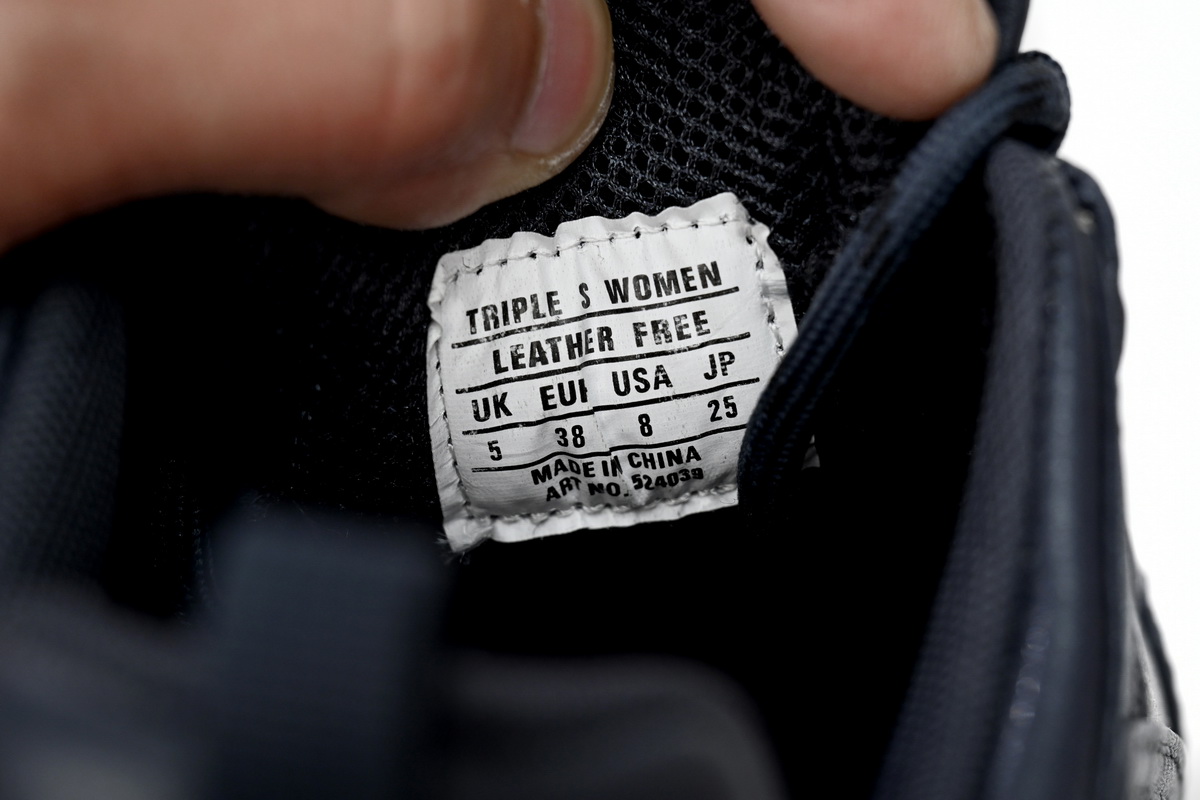 TRIPLE S WOMEN
LEATHER FREE
UK EUR USA JP
5 38 8 25
MADE IN CHINA
ART NO. 524039